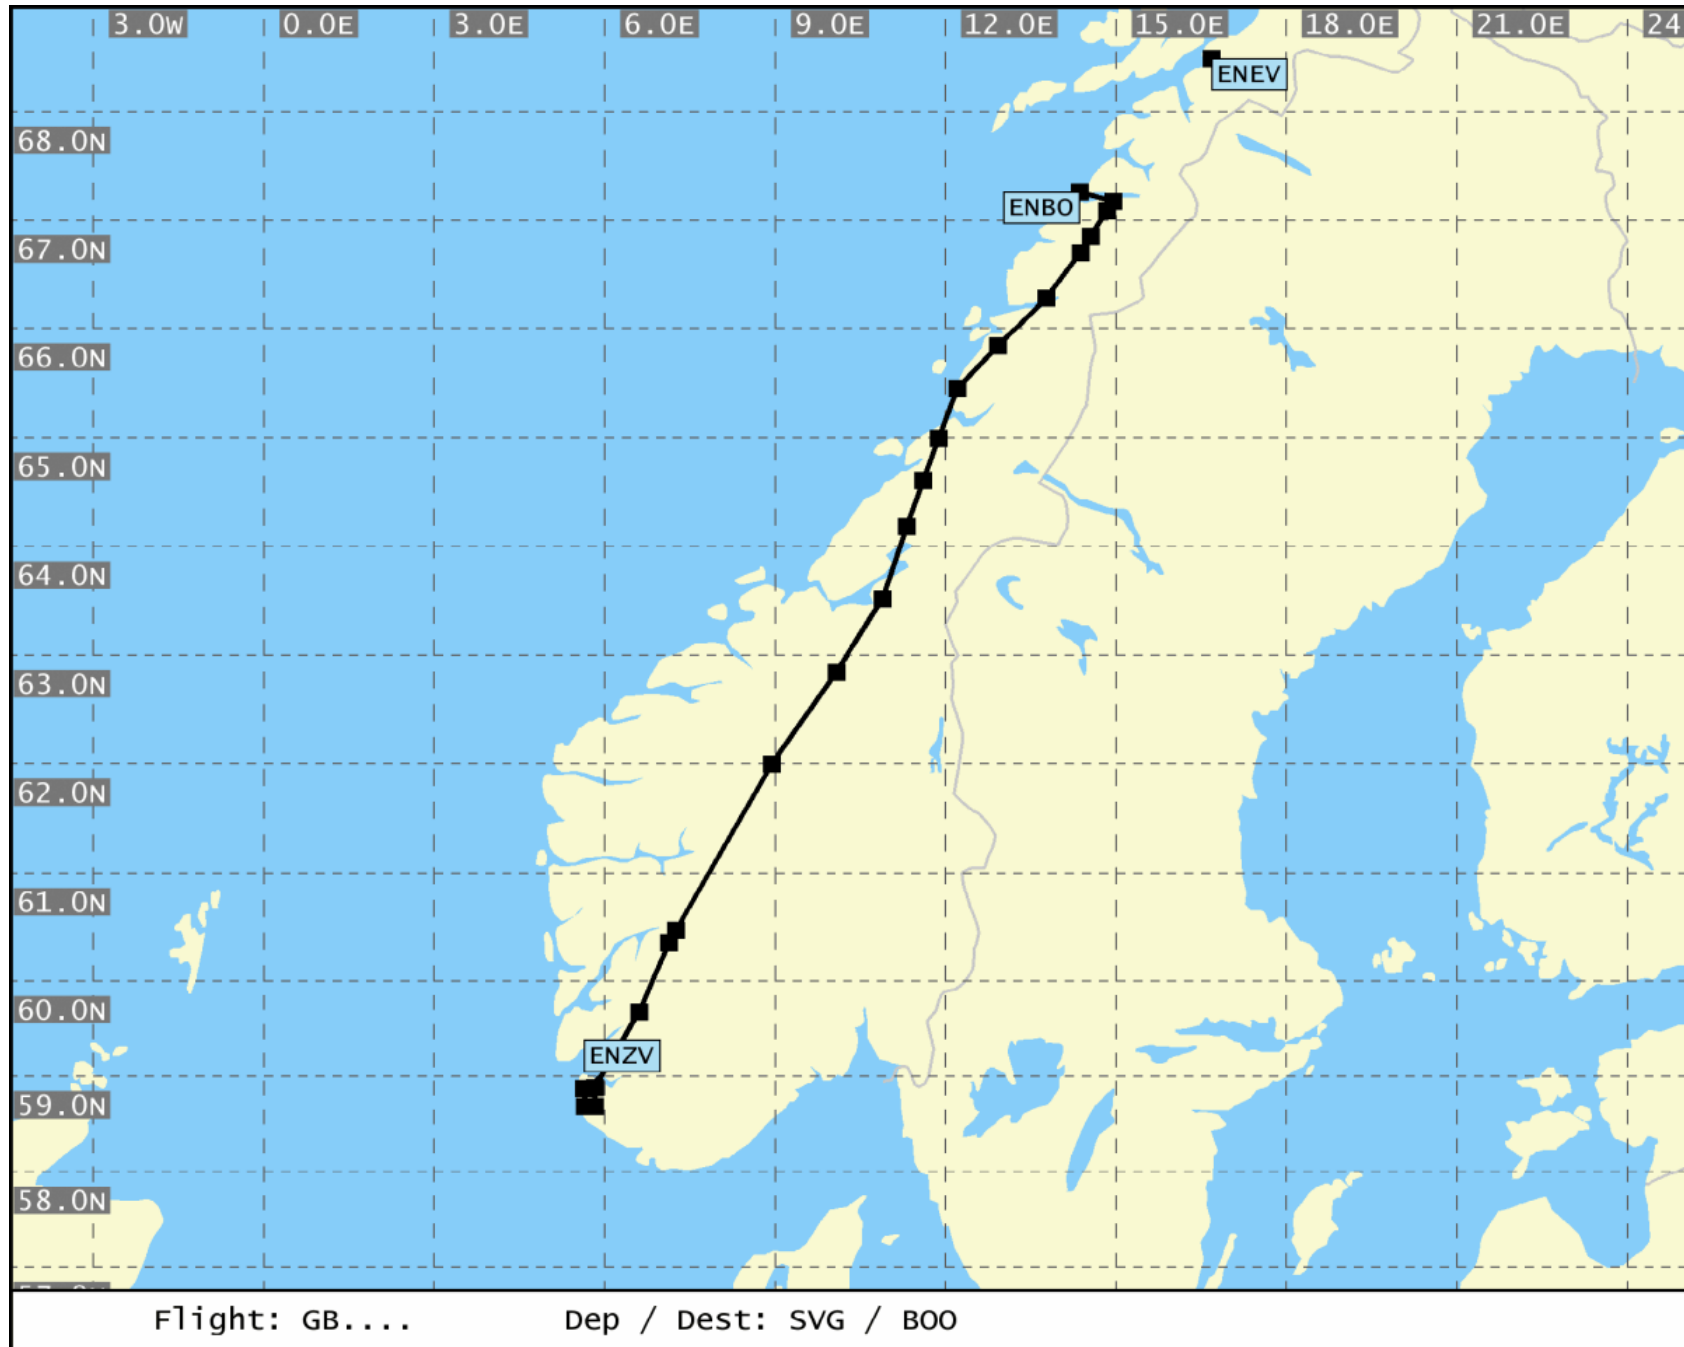 3.0W 0.0E 3.0E 6.0E 9.0E 12.0E 15.0E 18.0E 21.0E 24
ENEV
68.0N
ENBO
67.0N
66.0N
65.0N
64.0N
63.0N
62.0N
61.0N
60.0N
ENZV
59.0N
58.0N
Flight: GB.... Dep / Dest: SVG / BOO